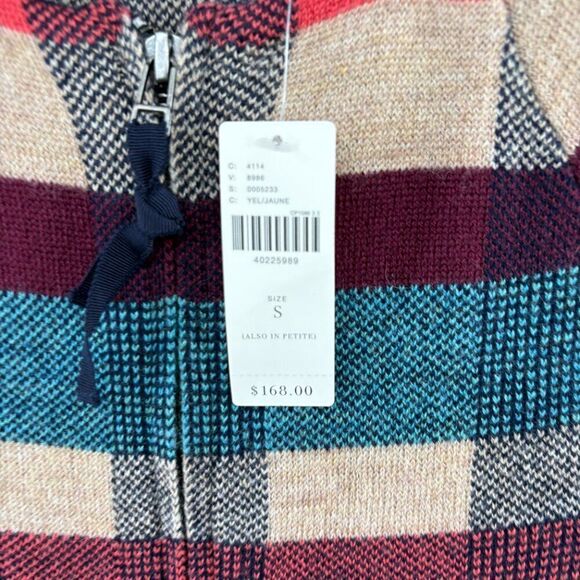 C: 4114
V: 8986
S: 0005233
C: YEL/JAUNE
40225989
SIZE
S
(ALSO IN PETITE)
$168.00